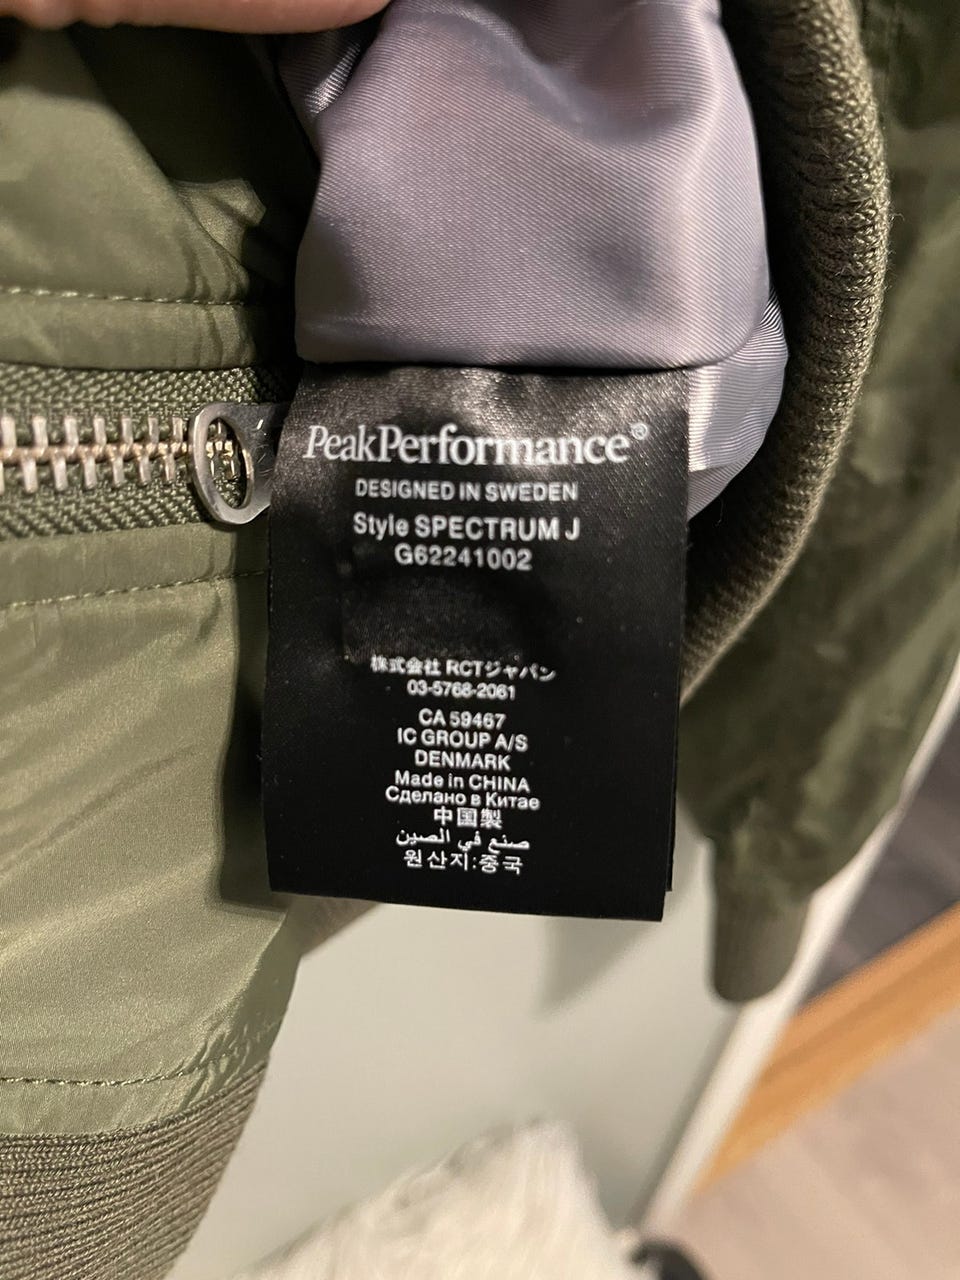 PeakPerformance®
DESIGNED IN SWEDEN
Style SPECTRUM J
G62241002
株式会社 RCTジャパン
03-5768-2061
CA 59467
IC GROUP A/S
DENMARK
Made in CHINA
Сделано в Китае
中国製
صنع في الصين
원산지:중국